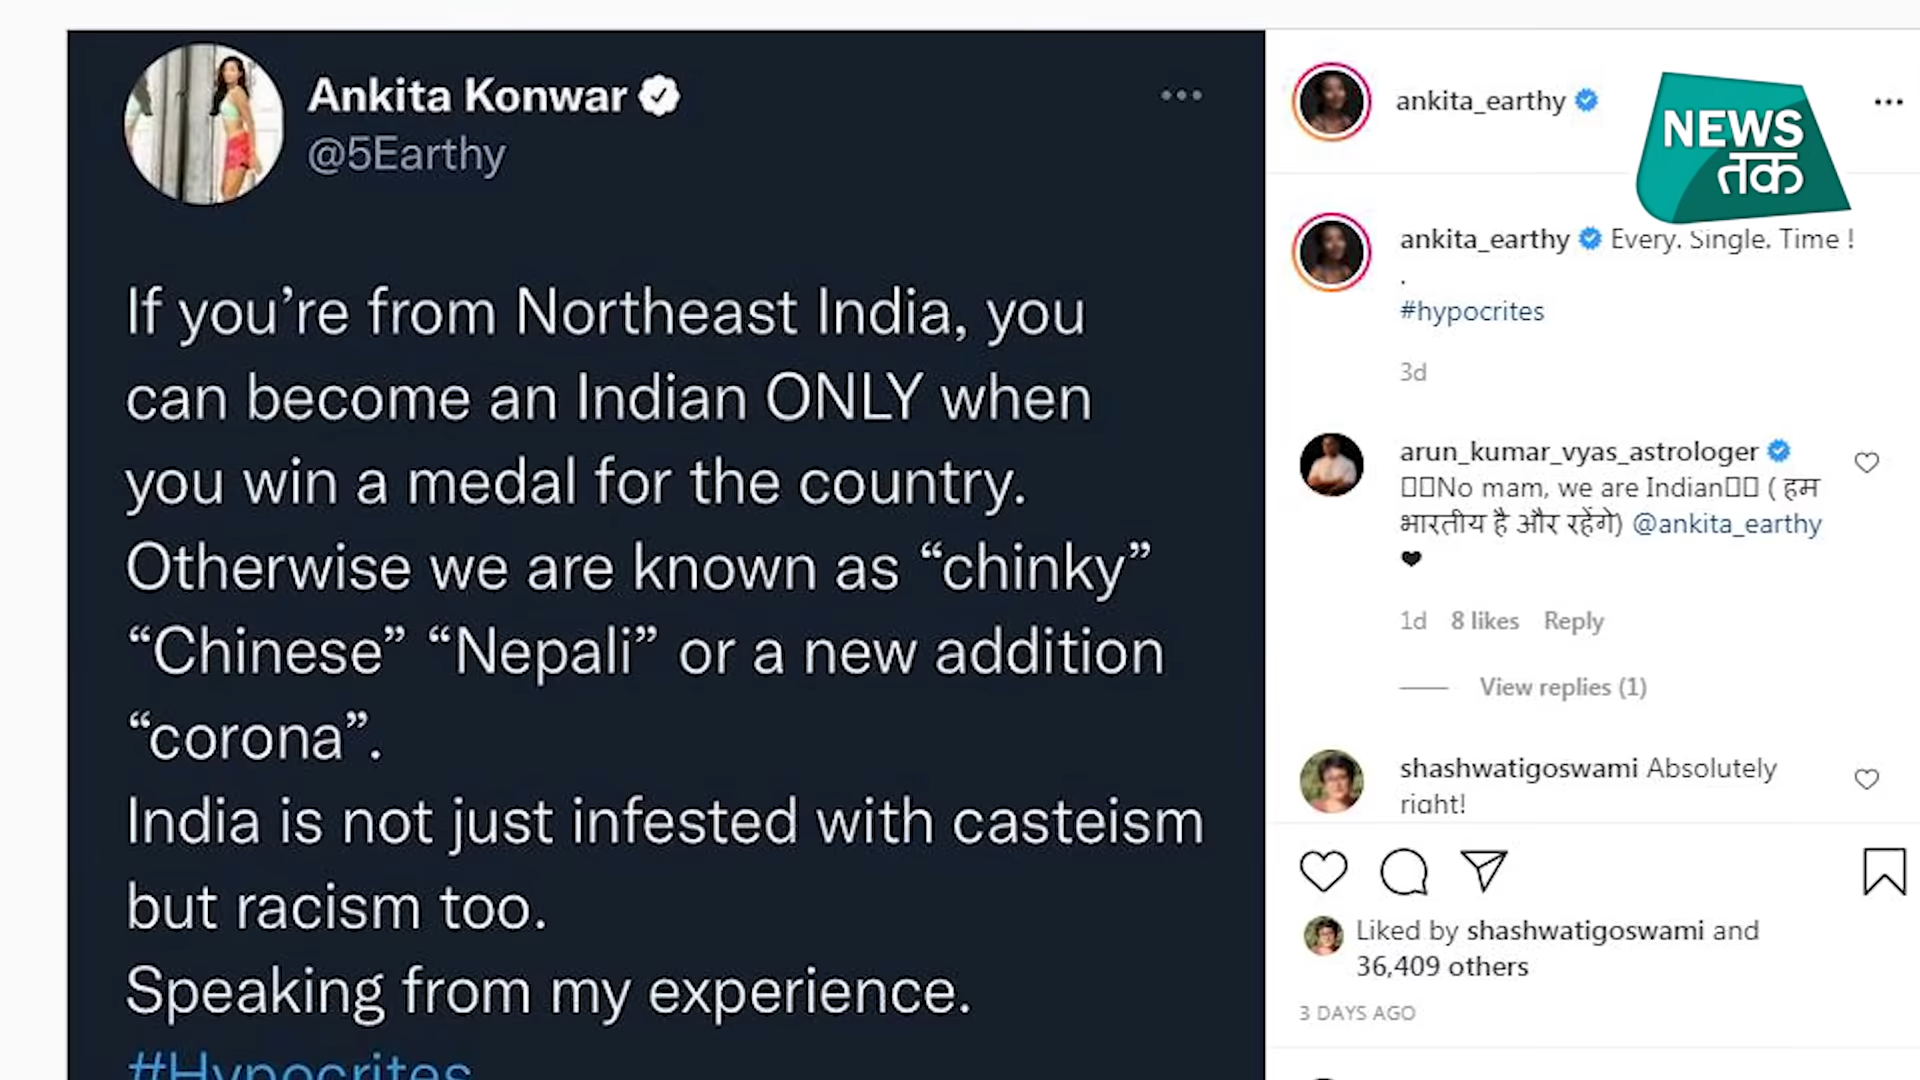 Ankita Konwar
@5Earthy
If you’re from Northeast India, you
can become an Indian ONLY when
you win a medal for the country.
Otherwise we are known as “chinky”
“Chinese” “Nepali” or a new addition
“corona”.
India is not just infested with casteism
but racism too.
Speaking from my experience.
#Hypocrites
ankita_earthy
NEWS
तक
ankita_earthy Every. Single. Time !
.
#hypocrites
3d
arun_kumar_vyas_astrologer
No mam, we are Indian ( हम
भारतीय है और रहेंगे) @ankita_earthy
1d 8 likes Reply
View replies (1)
shashwatigoswami Absolutely
right!
Liked by shashwatigoswami and
36,409 others
3 DAYS AGO